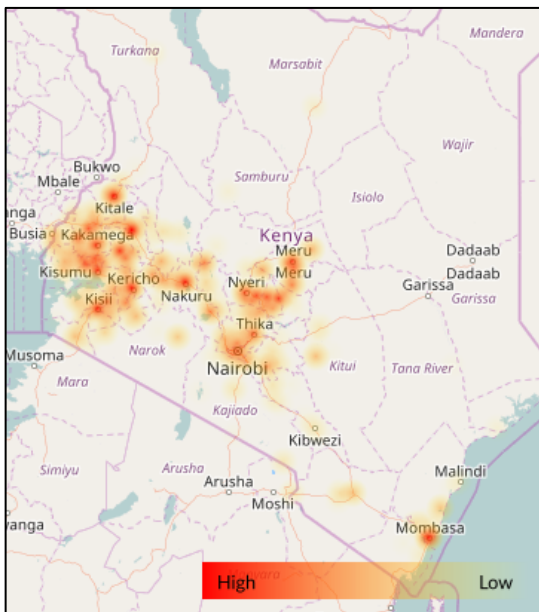 Turkana
Mandera
Marsabit
Wajir
Bukwo
Mbale
Samburu
Isiolo
Kitale
Busia
Kakamega
Kenya
Meru
Dadaab
Kisumu
Kericho
Meru
Dadaab
Nyeri
Garissa
Nakuru
Garissa
Kisii
Thika
Musoma
Narok
Nairobi
Kitui
Tana River
Mara
Kajiado
Kibwezi
Simiyu
Arusha
Malindi
Arusha
Moshi
Mombasa
High
Low